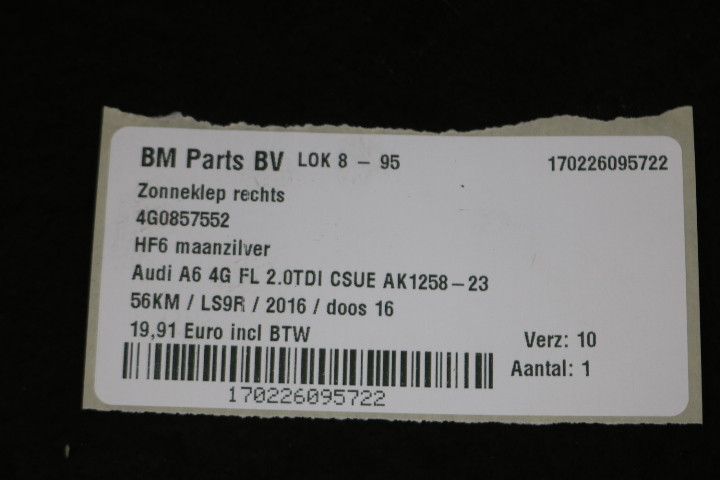 BM Parts BV LOK 8 - 95 170226095722
Zonneklep rechts
4G0857552
HF6 maanzilver
Audi A6 4G FL 2.0TDI CSUE AK1258-23
56KM / LS9R / 2016 / doos 16
19,91 Euro incl BTW
Verz: 10
Aantal: 1
170226095722